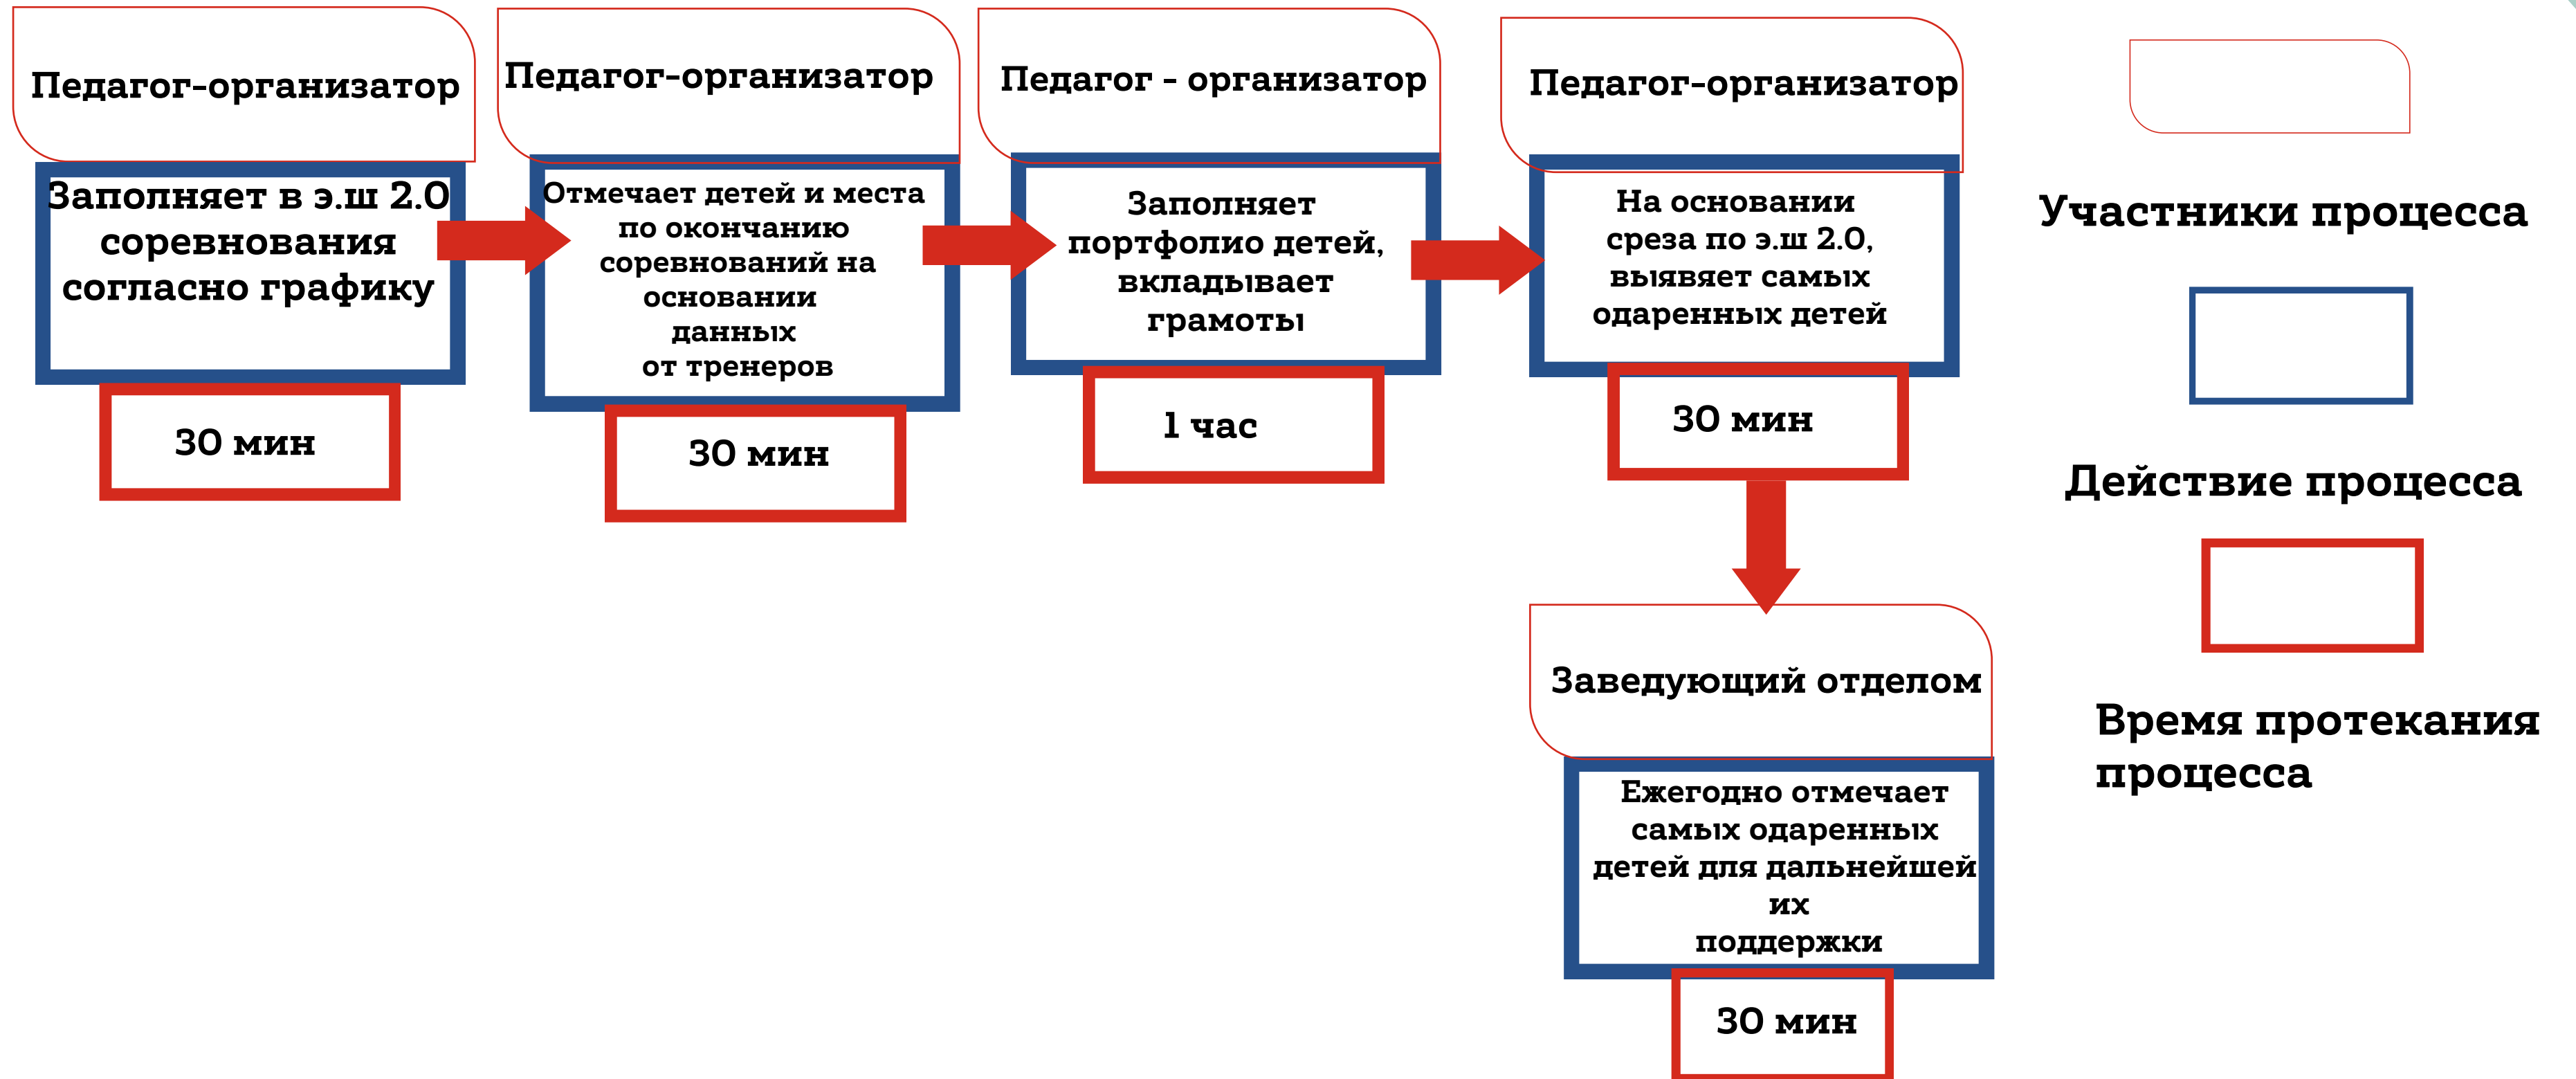 Педагог-организатор
Заполняет в э.ш 2.0
соревнования
согласно графику
30 мин
Педагог-организатор
Отмечает детей и места
по окончанию
соревнований на
основании
данных
от тренеров
30 мин
Педагог - организатор
Заполняет
портфолио детей,
вкладывает
грамоты
1 час
Педагог-организатор
На основании
среза по э.ш 2.0,
выявяет самых
одаренных детей
30 мин
Заведующий отделом
Ежегодно отмечает
самых одаренных
детей для дальнейшей
их
поддержки
30 мин
Участники процесса
Действие процесса
Время протекания
процесса